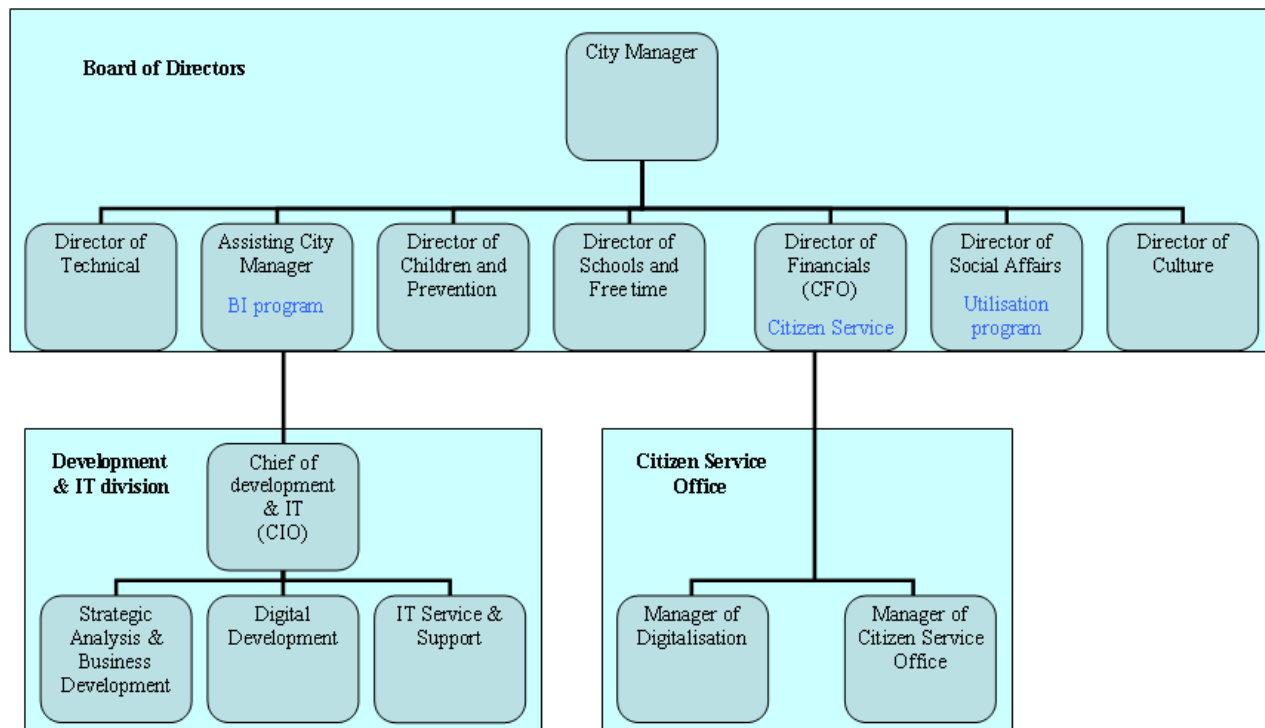 City Manager
Board of Directors
Director of
Technical
Assisting City
Manager
BI program
Director of
Children and
Prevention
Director of
Schools and
Free time
Director of
Financials
(CFO)
Citizen Service
Director of
Social Affairs
Utilisation
program
Director of
Culture
Development
& IT division
Chief of
development
& IT
(CIO)
Strategic
Analysis &
Business
Development
Digital
Development
IT Service &
Support
Citizen Service
Office
Manager of
Digitalisation
Manager of
Citizen Service
Office